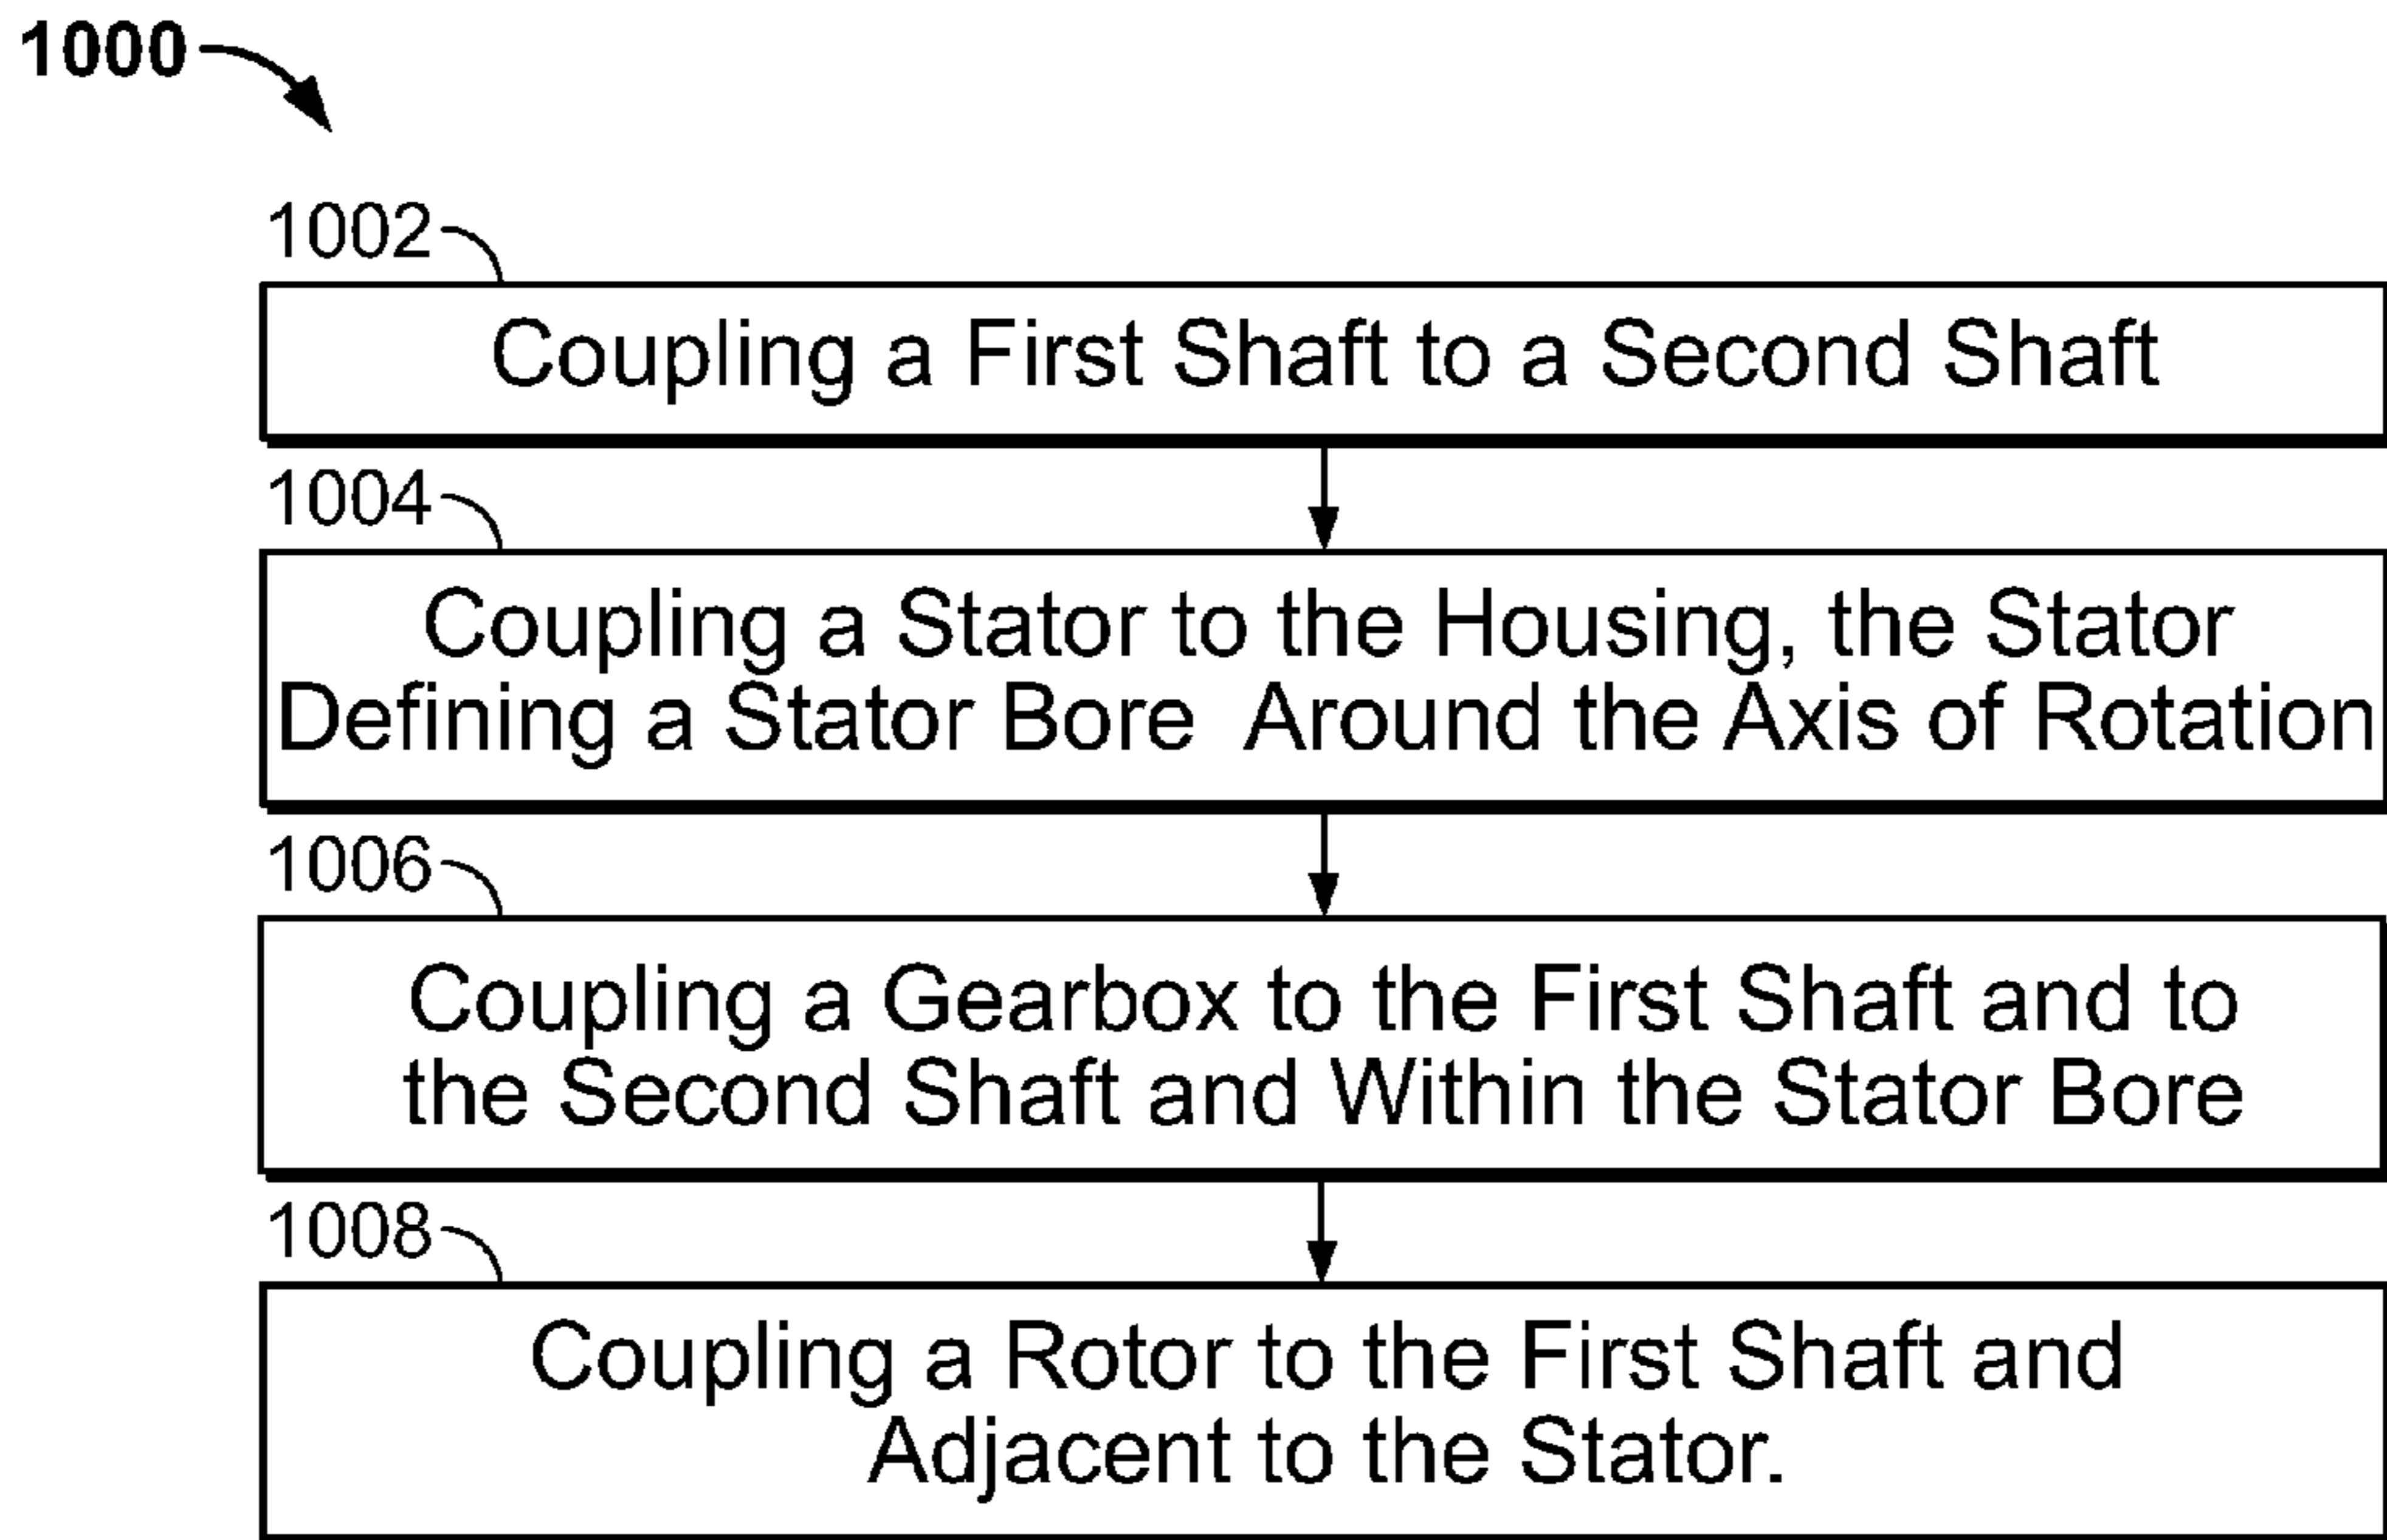 1000
1002
Coupling a First Shaft to a Second Shaft
1004
Coupling a Stator to the Housing, the Stator
Defining a Stator Bore Around the Axis of Rotation
1006
Coupling a Gearbox to the First Shaft and to
the Second Shaft and Within the Stator Bore
1008
Coupling a Rotor to the First Shaft and
Adjacent to the Stator.